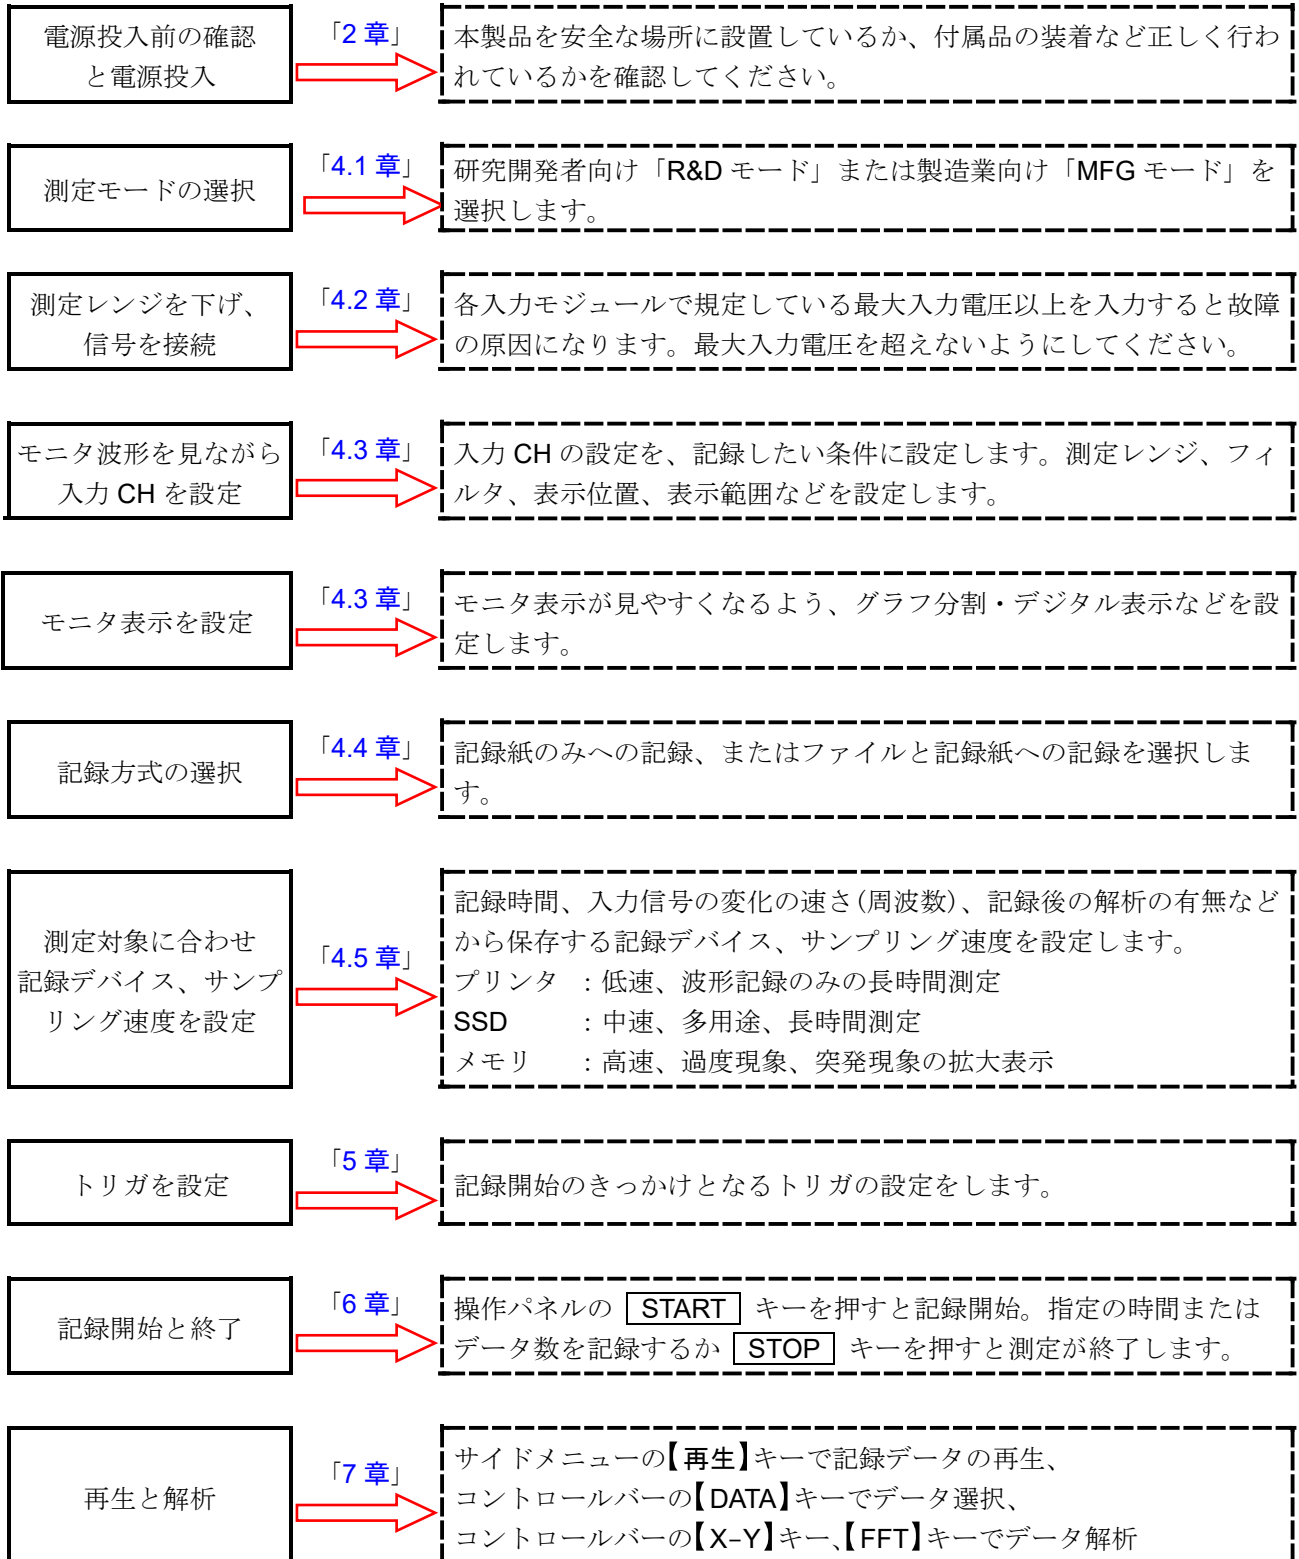 電源投入前の確認
と電源投入
「2 章」
本製品を安全な場所に設置しているか、付属品の装着など正しく行わ
れているかを確認してください。
測定モードの選択
「4.1 章」
研究開発者向け「R&D モード」または製造業向け「MFG モード」を
選択します。
測定レンジを下げ、
信号を接続
「4.2 章」
各入力モジュールで規定している最大入力電圧以上を入力すると故障
の原因になります。最大入力電圧を超えないようにしてください。
モニタ波形を見ながら
入力 CH を設定
「4.3 章」
入力 CH の設定を、記録したい条件に設定します。測定レンジ、フィ
ルタ、表示位置、表示範囲などを設定します。
モニタ表示を設定
「4.3 章」
モニタ表示が見やすくなるよう、グラフ分割・デジタル表示などを設
定します。
記録方式の選択
「4.4 章」
記録紙のみへの記録、またはファイルと記録紙への記録を選択しま
す。
測定対象に合わせ
記録デバイス、サンプ
リング速度を設定
「4.5 章」
記録時間、入力信号の変化の速さ(周波数)、記録後の解析の有無など
から保存する記録デバイス、サンプリング速度を設定します。
プリンタ ：低速、波形記録のみの長時間測定
SSD ：中速、多用途、長時間測定
メモリ ：高速、過度現象、突発現象の拡大表示
トリガを設定
「5 章」
記録開始のきっかけとなるトリガの設定をします。
記録開始と終了
「6 章」
操作パネルの START キーを押すと記録開始。指定の時間または
データ数を記録するか STOP キーを押すと測定が終了します。
再生と解析
「7 章」
サイドメニューの【再生】キーで記録データの再生、
コントロールバーの【DATA】キーでデータ選択、
コントロールバーの【X-Y】キー、【FFT】キーでデータ解析